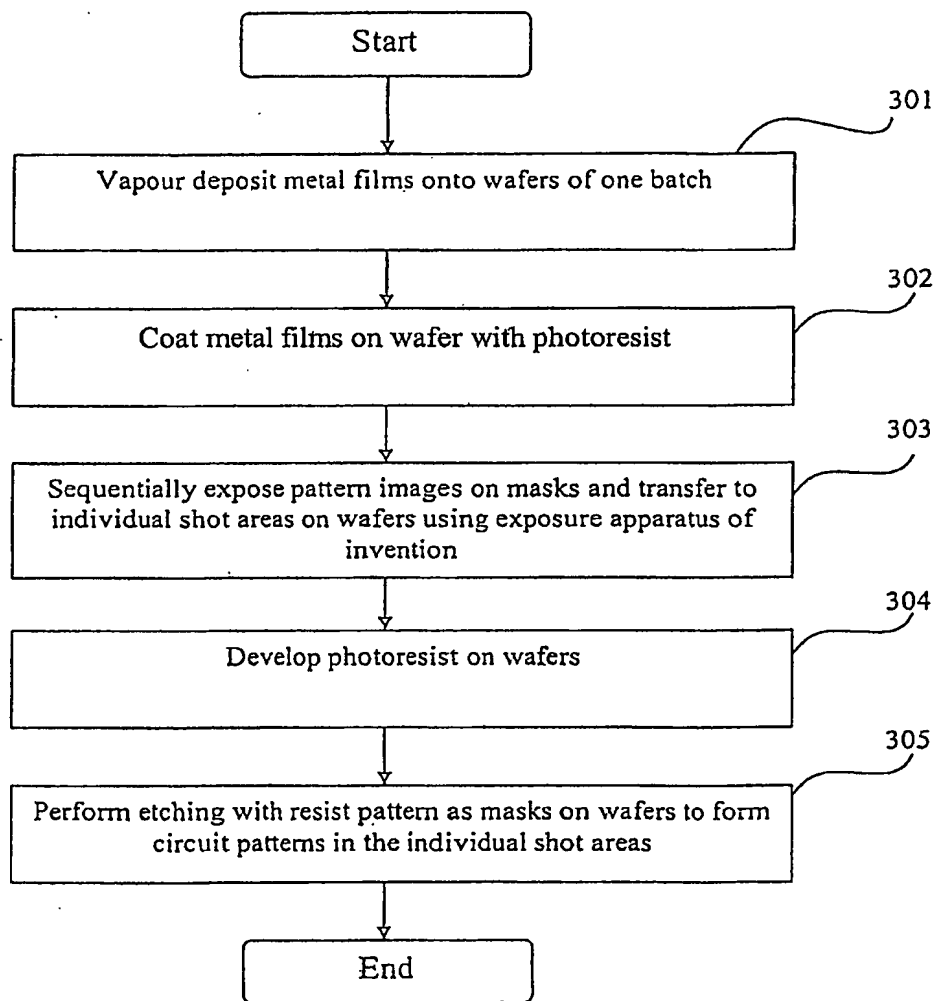 Start
301
Vapour deposit metal films onto wafers of one batch
302
Coat metal films on wafer with photoresist
303
Sequentially expose pattern images on masks and transfer to
individual shot areas on wafers using exposure apparatus of
invention
304
Develop photoresist on wafers
305
Perform etching with resist pattern as masks on wafers to form
circuit patterns in the individual shot areas
End